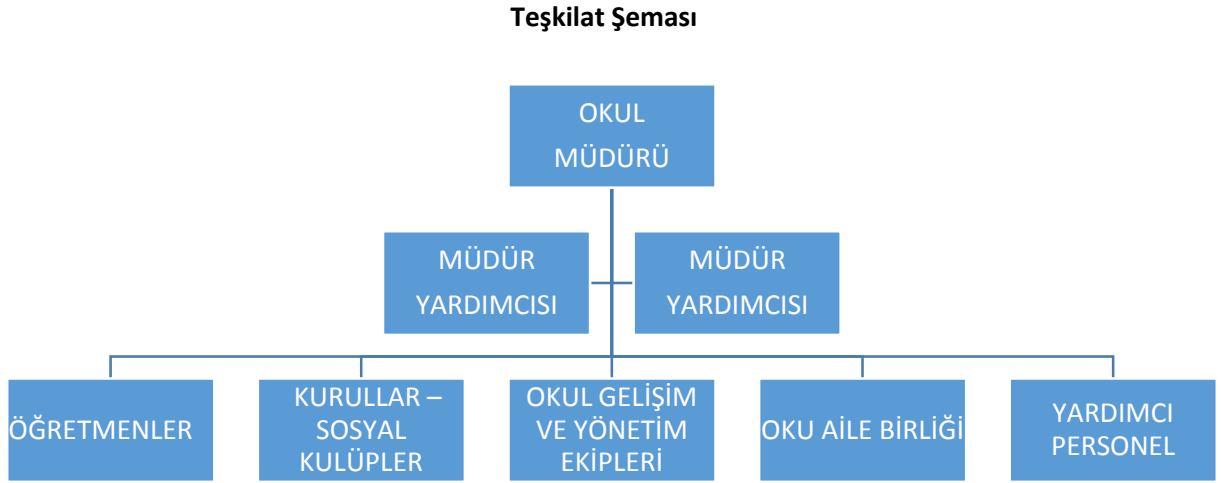 Teşkilat Şeması
OKUL
MÜDÜRÜ
MÜDÜR
YARDIMCISI
MÜDÜR
YARDIMCISI
ÖĞRETMENLER
KURULLAR –
SOSYAL
KULÜPLER
OKUL GELİŞİM
VE YÖNETİM
EKİPLERİ
OKU AİLE BİRLİĞİ
YARDIMCI
PERSONEL